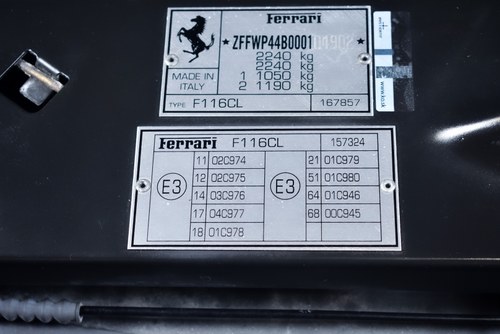 Ferrari
★ ZFFWP44B0001
2240 kg
2240 kg
1 1050 kg
2 1190 kg
MADE IN
ITALY
TYPE F116CL 167857
Ferrari F116CL 157324
E3 E3
11 02C974 21 01C979
12 02C975 51 01C980
14 03C976 64 01C946
17 04C977 68 00C945
18 01C978